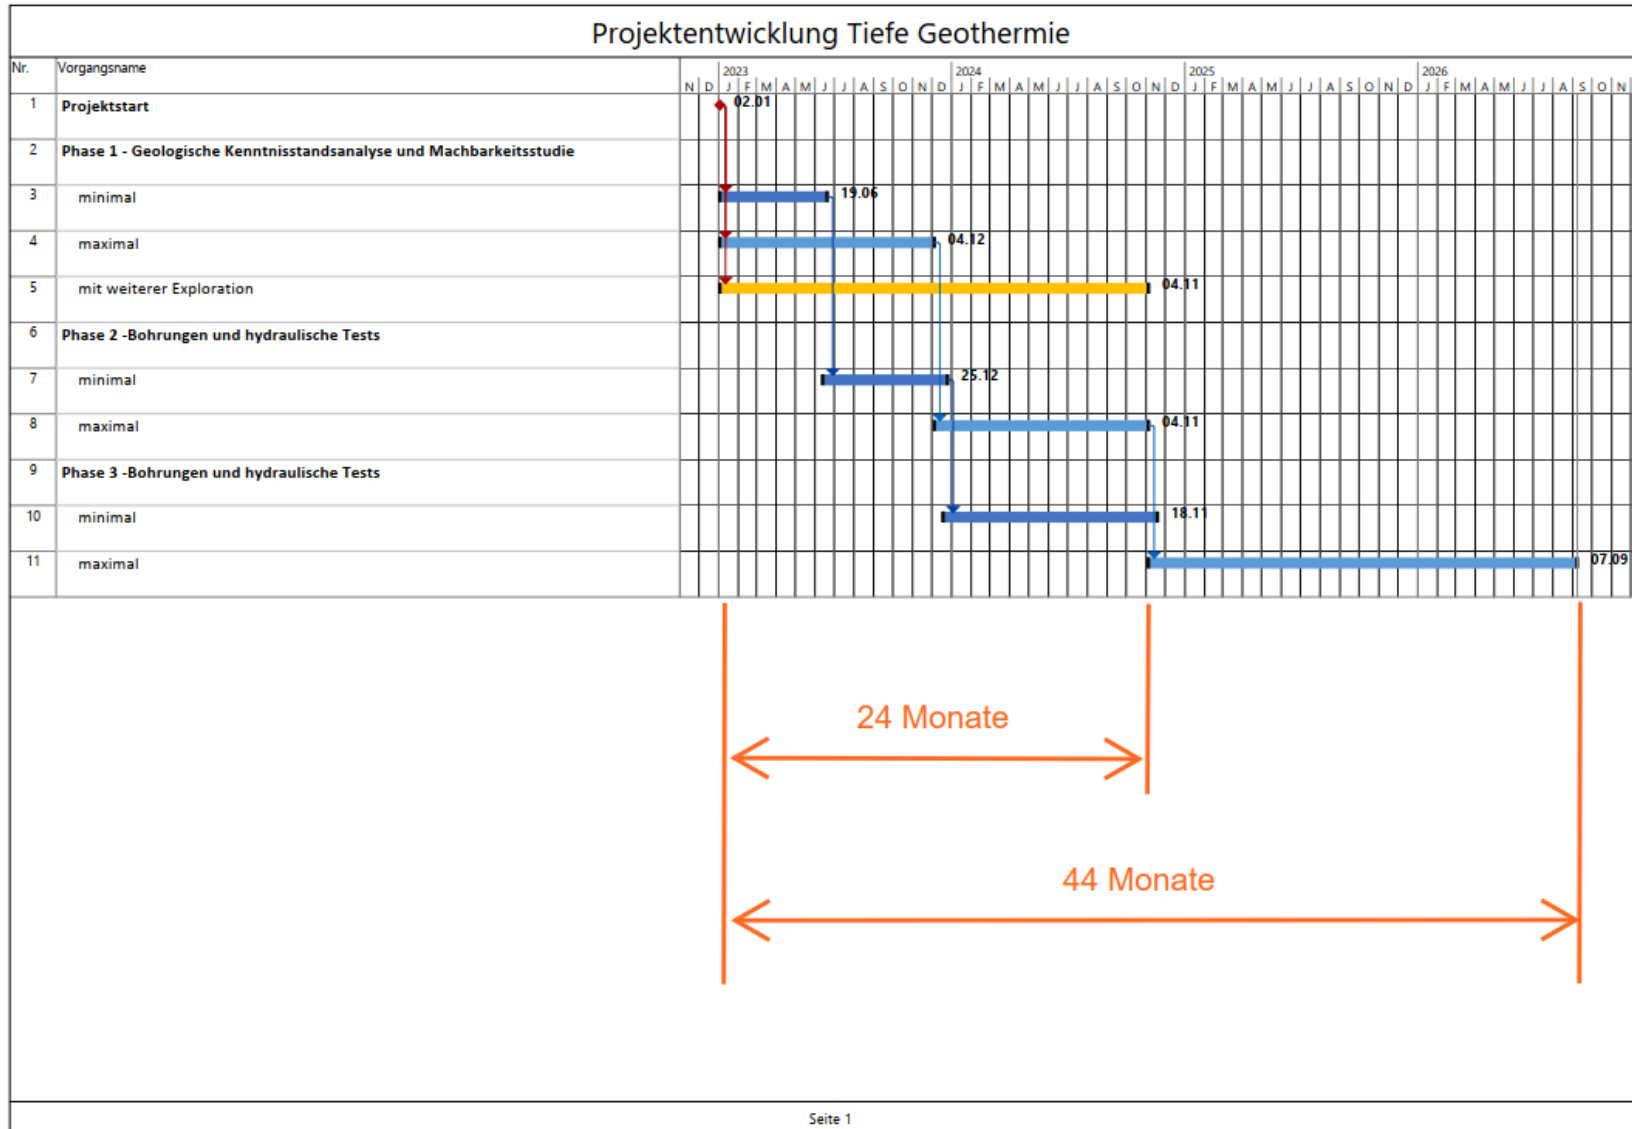 Projektentwicklung Tiefe Geothermie
Nr. Vorgangsname 2023 2024 2025 2026
N D J F M A M J J A S O N D J F M A M J J A S O N D J F M A M J J A S O N D J F M A M J J A S O N
1 Projektstart 02.01
2 Phase 1 - Geologische Kenntnisstandsanalyse und Machbarkeitsstudie
3 minimal 19.06
4 maximal 04.12
5 mit weiterer Exploration 04.11
6 Phase 2 -Bohrungen und hydraulische Tests
7 minimal 25.12
8 maximal 04.11
9 Phase 3 -Bohrungen und hydraulische Tests
10 minimal 18.11
11 maximal 07.09
24 Monate
44 Monate
Seite 1